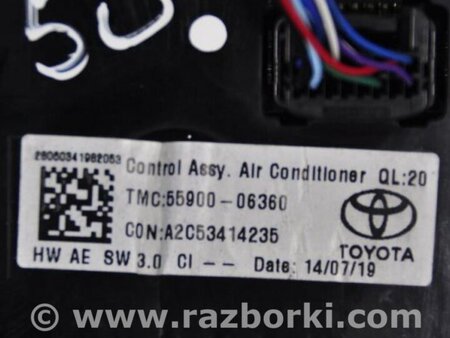 50.
28060341982053
Control Assy. Air Conditioner QL:20
TMC:55900--06360
CON:A2C53414235
TOYOTA
HW AE SW 3.0 CI -- Date: 14/07/19
© www.razborki.com/